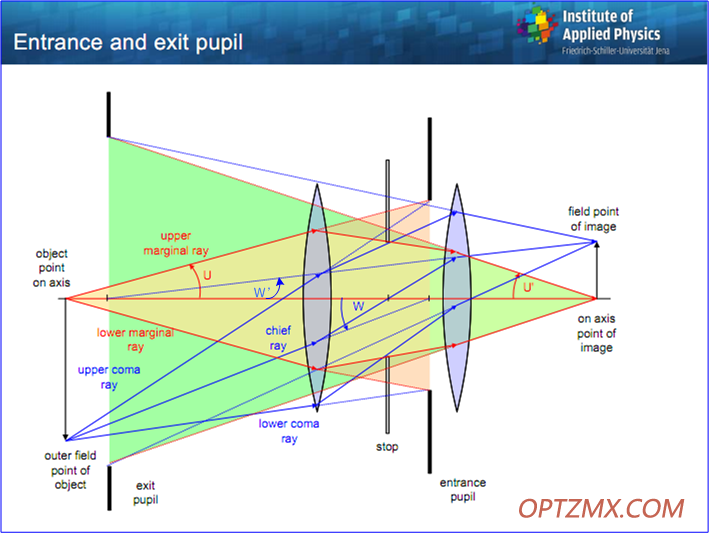 Entrance and exit pupil
Institute of
Applied Physics
Friedrich-Schiller-Universität Jena
field point
of image
upper
marginal ray
object
point
on axis
U
W'
W
U'
lower marginal
ray
chief
ray
on axis
point of
image
upper coma
ray
lower coma
ray
stop
outer field
point of
object
exit
pupil
entrance
pupil
OPTZMX.COM